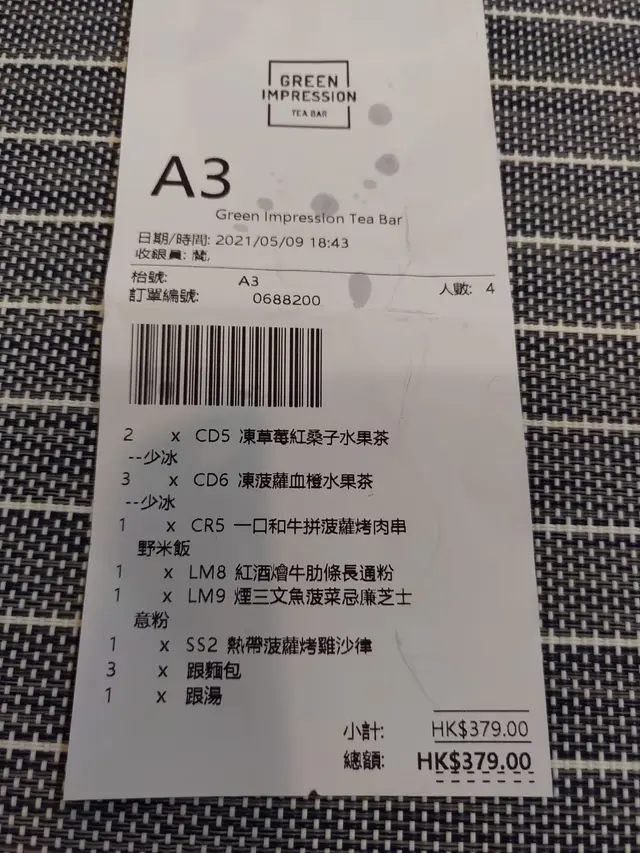 GREEN
IMPRESSION
TEA BAR
A3
Green Impression Tea Bar
日期/時間: 2021/05/09 18:43
收銀員:
枱號: A3 人數: 4
訂單編號: 0688200
2 x CD5 凍草莓紅桑子水果茶
--少冰
3 x CD6 凍菠蘿血橙水果茶
--少冰
1 x CR5 一口和牛拼菠蘿烤肉串
野米飯
1 x LM8 紅酒燴牛肋條長通粉
1 x LM9 煙三文魚菠菜忌廉芝士
意粉
1 x SS2 熱帶菠蘿烤雞沙律
3 x 跟麵包
1 x 跟湯
小計: HK$379.00
總額: HK$379.00